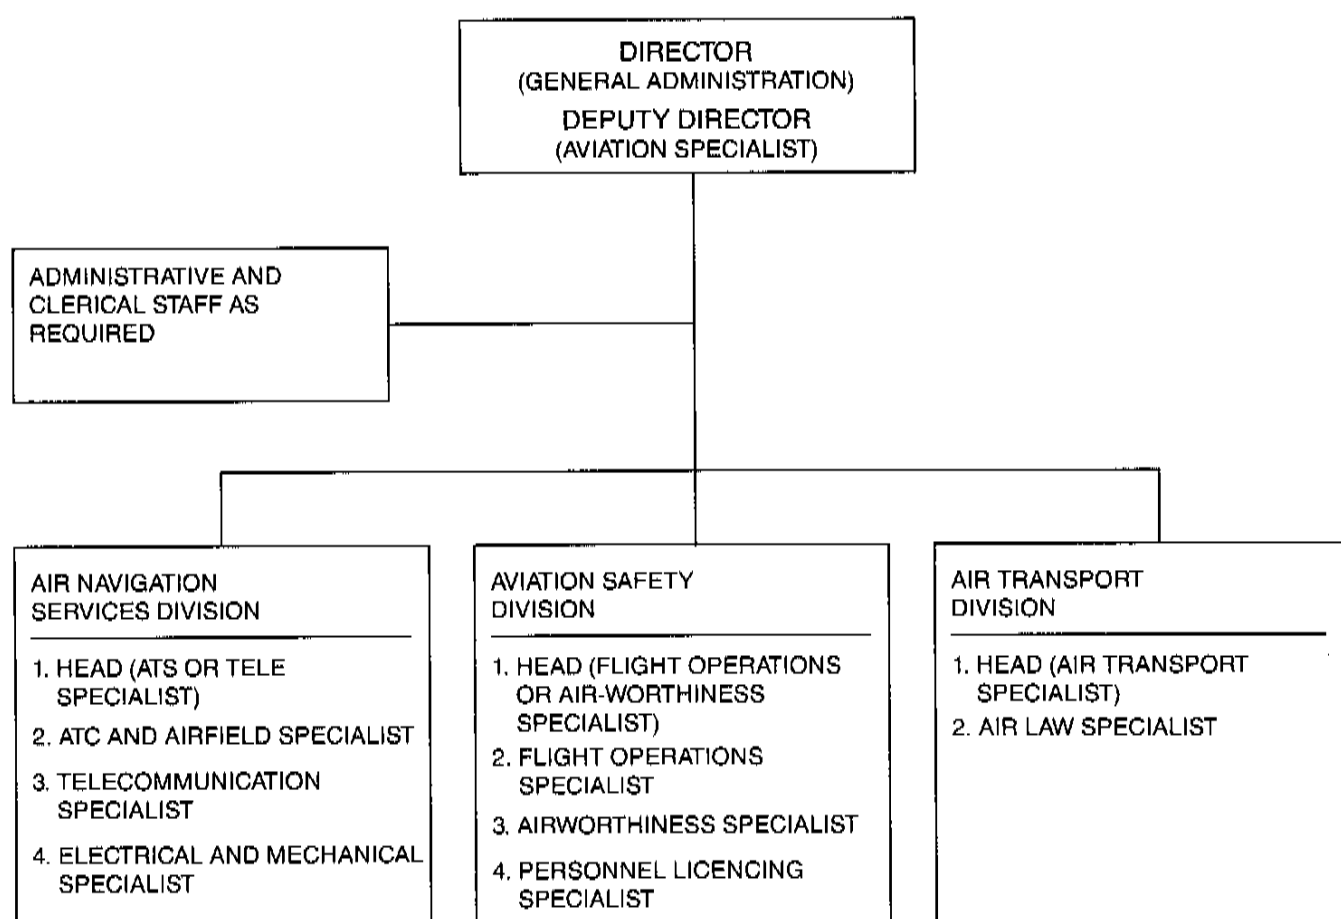 DIRECTOR
(GENERAL ADMINISTRATION)
DEPUTY DIRECTOR
(AVIATION SPECIALIST)
ADMINISTRATIVE AND
CLERICAL STAFF AS
REQUIRED
AIR NAVIGATION
SERVICES DIVISION
1. HEAD (ATS OR TELE
SPECIALIST)
2. ATC AND AIRFIELD SPECIALIST
3. TELECOMMUNICATION
SPECIALIST
4. ELECTRICAL AND MECHANICAL
SPECIALIST
AVIATION SAFETY
DIVISION
1. HEAD (FLIGHT OPERATIONS
OR AIR-WORTHINESS
SPECIALIST)
2. FLIGHT OPERATIONS
SPECIALIST
3. AIRWORTHINESS SPECIALIST
4. PERSONNEL LICENCING
SPECIALIST
AIR TRANSPORT
DIVISION
1. HEAD (AIR TRANSPORT
SPECIALIST)
2. AIR LAW SPECIALIST